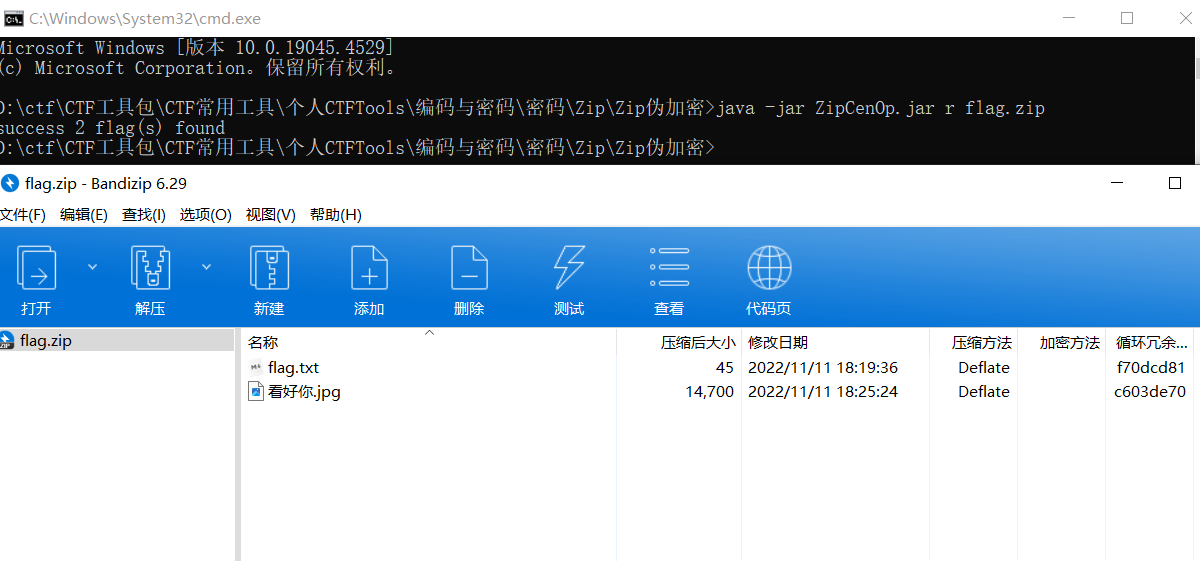 C:\Windows\System32\cmd.exe
Microsoft Windows [版本 10.0.19045.4529]
(c) Microsoft Corporation。保留所有权利。
D:\ctf\CTF工具包\CTF常用工具\个人CTFTools\编码与密码\密码\Zip\Zip伪加密>java -jar ZipCenOp.jar r flag.zip
success 2 flag(s) found
D:\ctf\CTF工具包\CTF常用工具\个人CTFTools\编码与密码\密码\Zip\Zip伪加密>
flag.zip - Bandizip 6.29
文件(F) 编辑(E) 查找(I) 选项(O) 视图(V) 帮助(H)
打开 解压 新建 添加 删除 测试 查看 代码页
flag.zip
名称 压缩后大小 修改日期 压缩方法 加密方法 循环冗余...
flag.txt 45 2022/11/11 18:19:36 Deflate f70dcd81
看好你.jpg 14,700 2022/11/11 18:25:24 Deflate c603de70